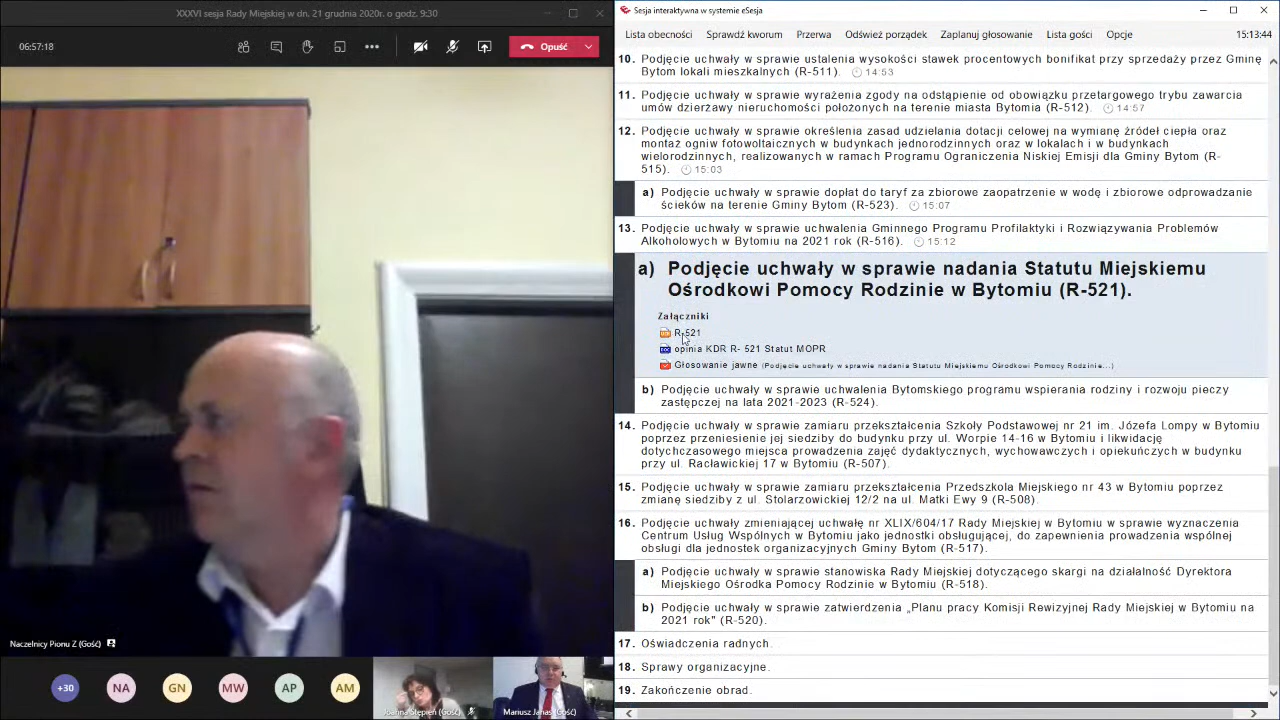 XXXVI sesja Rady Miejskiej w dn, 21 grudnia 2020r. o godz, 9:30
06:57:18
Opuść
Naczelnicy Pionu Z (Gość)
+30
NA
GN
MW
AP
AM
Joanna Stępień (Gość)
Mariusz Janas (Gość)
Sesja interaktywna w systemie eSesja
Lista obecności Sprawdź kworum Przerwa Odśwież porządek Zaplanuj głosowanie Lista gości Opcje
15:13:44
10. Podjęcie uchwały w sprawie ustalenia wysokości stawek procentowych bonifikat przy sprzedaży przez Gminę
Bytom lokali mieszkalnych (R-511). 14:53
11. Podjęcie uchwały w sprawie wyrażenia zgody na odstąpienie od obowiązku przetargowego trybu zawarcia
umów dzierżawy nieruchomości położonych na terenie miasta Bytomia (R-512). 14:57
12. Podjęcie uchwały w sprawie określenia zasad udzielania dotacji celowej na wymianę źródeł ciepła oraz
montaż ogniw fotowoltaicznych w budynkach jednorodzinnych oraz w lokalach i w budynkach
wielorodzinnych, realizowanych w ramach Programu Ograniczenia Niskiej Emisji dla Gminy Bytom (R-
515). 15:03
a) Podjęcie uchwały w sprawie dopłat do taryf za zbiorowe zaopatrzenie w wodę i zbiorowe odprowadzanie
ścieków na terenie Gminy Bytom (R-523). 15:07
13. Podjęcie uchwały w sprawie uchwalenia Gminnego Programu Profilaktyki i Rozwiązywania Problemów
Alkoholowych w Bytomiu na 2021 rok (R-516). 15:12
a) Podjęcie uchwały w sprawie nadania Statutu Miejskiemu
Ośrodkowi Pomocy Rodzinie w Bytomiu (R-521).
Załączniki
R-521
opinia KDR R- 521 Statut MOPR
Głosowanie jawne (Podjęcie uchwały w sprawie nadania Statutu Miejskiemu Ośrodkowi Pomocy Rodzinie...)
b) Podjęcie uchwały w sprawie uchwalenia Bytomskiego programu wspierania rodziny i rozwoju pieczy
zastępczej na lata 2021-2023 (R-524).
14. Podjęcie uchwały w sprawie zamiaru przekształcenia Szkoły Podstawowej nr 21 im. Józefa Lompy w Bytomiu
poprzez przeniesienie jej siedziby do budynku przy ul. Worpie 14-16 w Bytomiu i likwidację
dotychczasowego miejsca prowadzenia zajęć dydaktycznych, wychowawczych i opiekuńczych w budynku
przy ul. Racławickiej 17 w Bytomiu (R-507).
15. Podjęcie uchwały w sprawie zamiaru przekształcenia Przedszkola Miejskiego nr 43 w Bytomiu poprzez
zmianę siedziby z ul. Stolarzowickiej 12/2 na ul. Matki Ewy 9 (R-508).
16. Podjęcie uchwały zmieniającej uchwałę nr XLIX/604/17 Rady Miejskiej w Bytomiu w sprawie wyznaczenia
Centrum Usług Wspólnych w Bytomiu jako jednostki obsługującej, do zapewnienia prowadzenia wspólnej
obsługi dla jednostek organizacyjnych Gminy Bytom (R-517).
a) Podjęcie uchwały w sprawie stanowiska Rady Miejskiej dotyczącego skargi na działalność Dyrektora
Miejskiego Ośrodka Pomocy Rodzinie w Bytomiu (R-518).
b) Podjęcie uchwały w sprawie zatwierdzenia „Planu pracy Komisji Rewizyjnej Rady Miejskiej w Bytomiu na
2021 rok" (R-520).
17. Oświadczenia radnych.
18. Sprawy organizacyjne.
19. Zakończenie obrad.